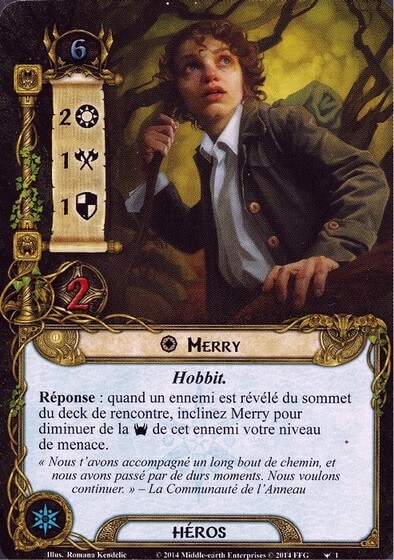 6
2
1
1
2
Merry
Hobbit.
Réponse : quand un ennemi est révélé du sommet
du deck de rencontre, inclinez Merry pour
diminuer de la de cet ennemi votre niveau
de menace.
« Nous t'avons accompagné un long bout de chemin, et
nous avons passé par de durs moments. Nous voulons
continuer. » – La Communauté de l'Anneau
HÉROS
Illus. Romana Kendelic
© 2014 Middle-earth Enterprises © 2014 FFG
1